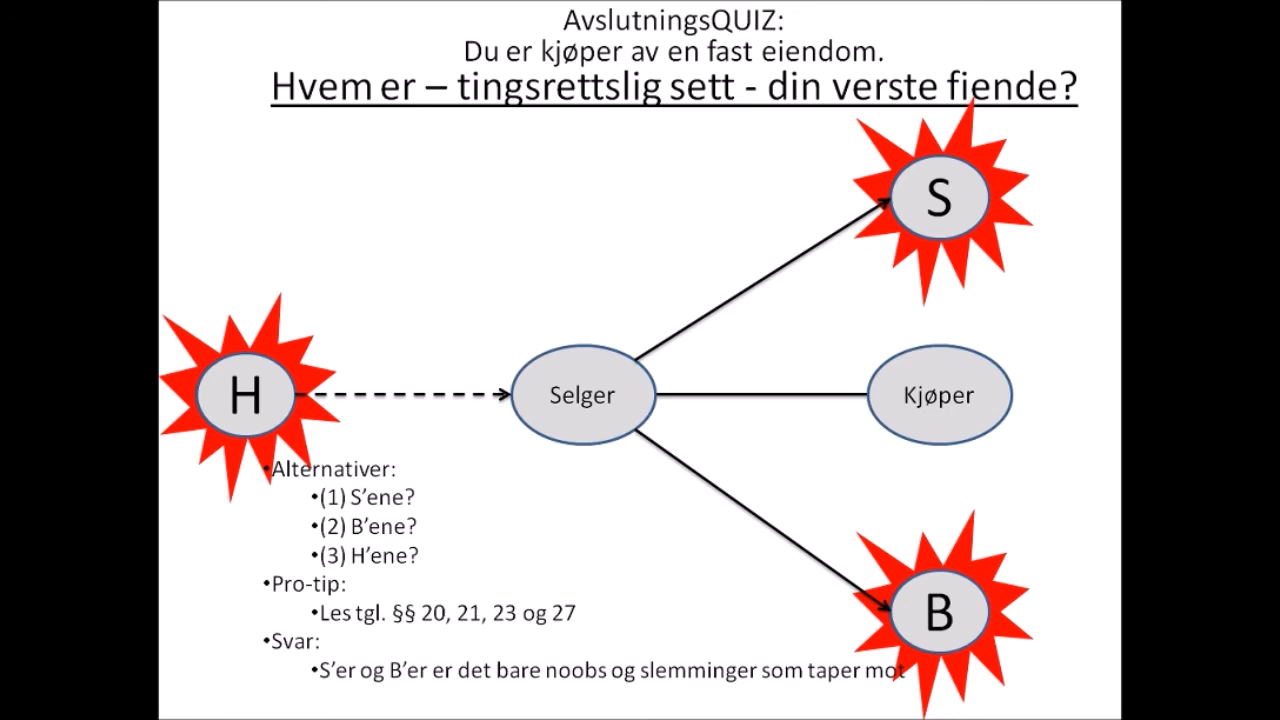 AvslutningsQUIZ:
Du er kjøper av en fast eiendom.
Hvem er – tingsrettslig sett - din verste fiende?
S
H
Selger
Kjøper
•Alternativer:
•(1) S’ene?
•(2) B’ene?
•(3) H’ene?
•Pro-tip:
•Les tgl. §§ 20, 21, 23 og 27
B
•Svar:
•S’er og B’er er det bare noobs og slemminger som taper mot